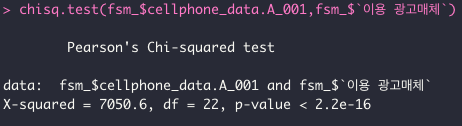 > chisq.test(fsm_$cellphone_data.A_001,fsm_$`이용 광고매체`)
Pearson's Chi-squared test
data:  fsm_$cellphone_data.A_001 and fsm_$`이용 광고매체`
X-squared = 7050.6, df = 22, p-value < 2.2e-16